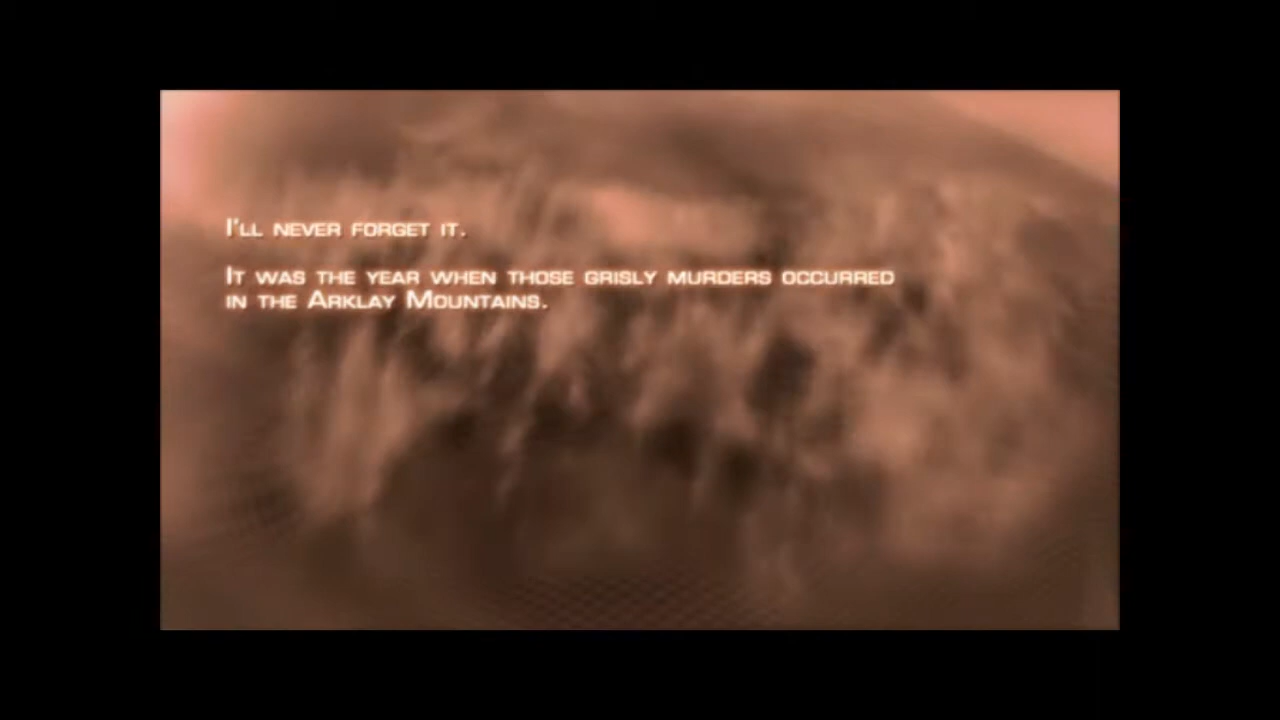 I'll never forget it.
It was the year when those grisly murders occurred
in the Arklay Mountains.